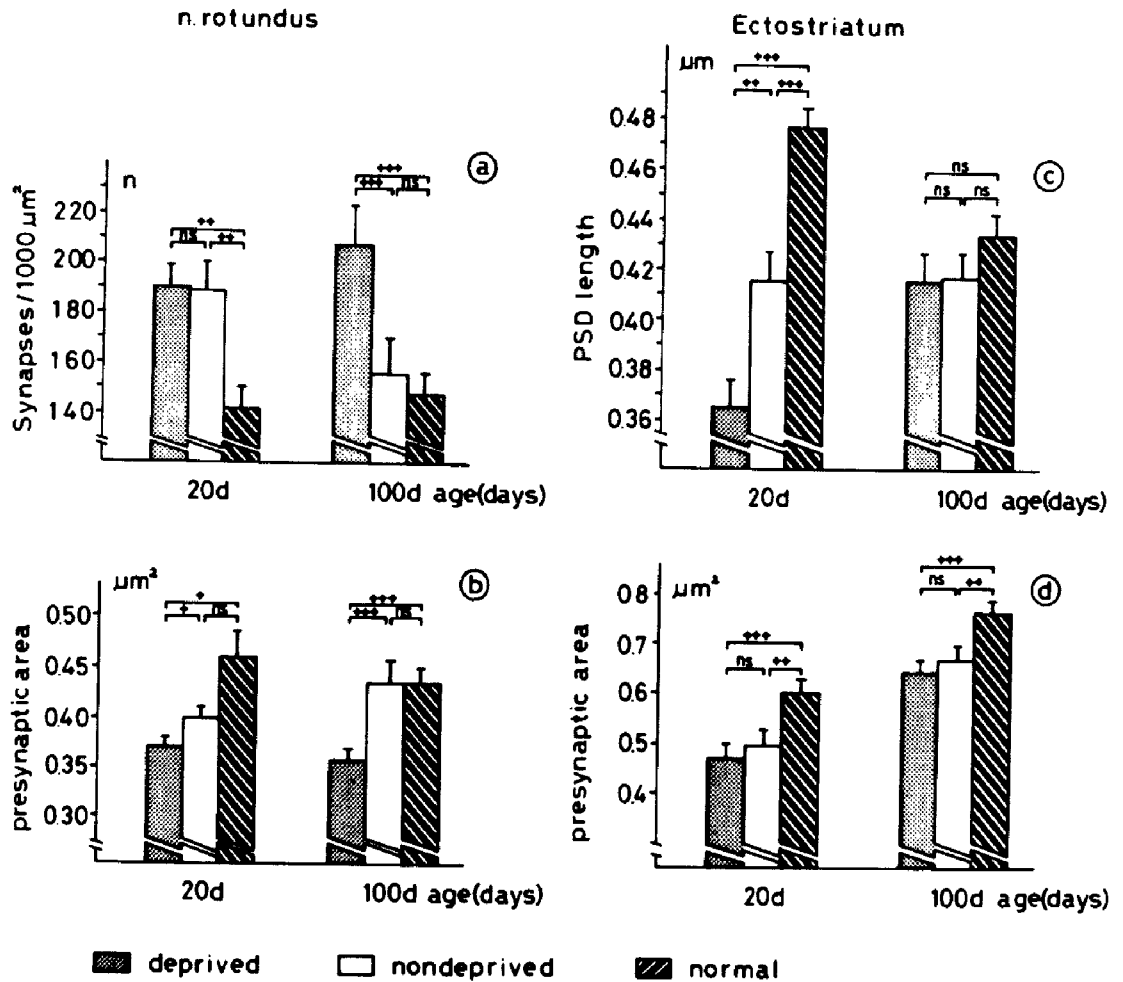 n. rotundus
Ectostriatum
n
a
Synapses/1000 µm²
220
200
180
160
140
++
ns
++
+++
+++
ns
20d
100d age(days)
µm
c
PSD length
0.48
0.46
0.44
0.42
0.40
0.38
0.36
+++
++
+++
ns
ns
ns
20d
100d age(days)
µm²
b
presynaptic area
0.50
0.45
0.40
0.35
0.30
+
+
ns
+++
+++
ns
20d
100d age(days)
µm²
d
presynaptic area
0.8
0.7
0.6
0.5
0.4
+++
ns
++
+++
ns
++
20d
100d age(days)
deprived
nondeprived
normal